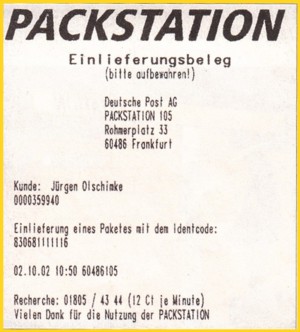 PACKSTATION
Einlieferungsbeleg
(bitte aufbewahren!)
Deutsche Post AG
PACKSTATION 105
Rohmerplatz 33
60486 Frankfurt
Kunde: Jürgen Olschimke
0000359940
Einlieferung eines Paketes mit dem identcode:
830681111116
02.10.02 10:50 60486105
Recherche: 01805 / 43 44 (12 Ct je Minute)
Vielen Dank für die Nutzung der PACKSTATION